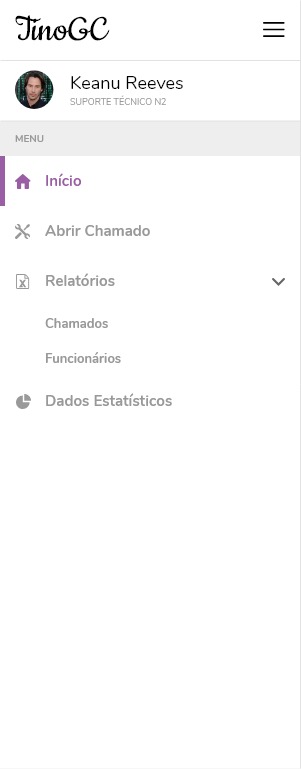 TinoGC
Keanu Reeves
SUPORTE TÉCNICO N2
MENU
Início
Abrir Chamado
Relatórios
Chamados
Funcionários
Dados Estatísticos